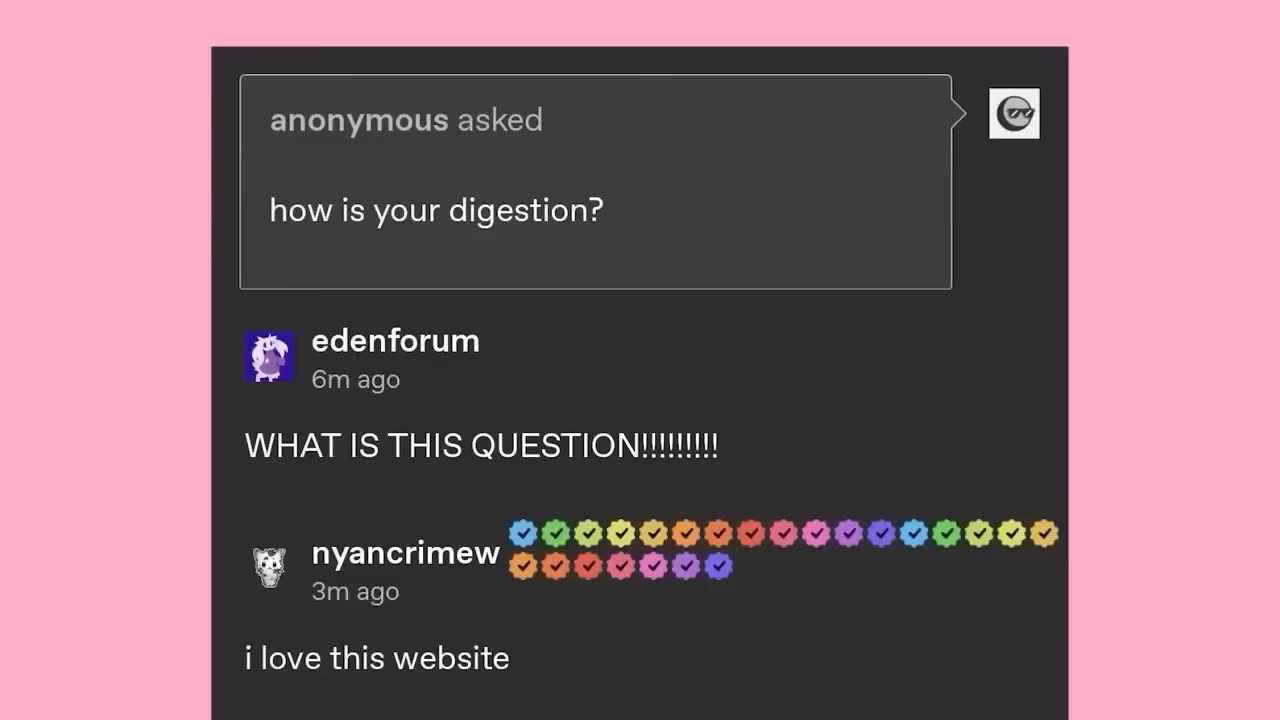 anonymous asked
how is your digestion?
edenforum
6m ago
WHAT IS THIS QUESTION!!!!!!!!!
nyancrimew
3m ago
i love this website